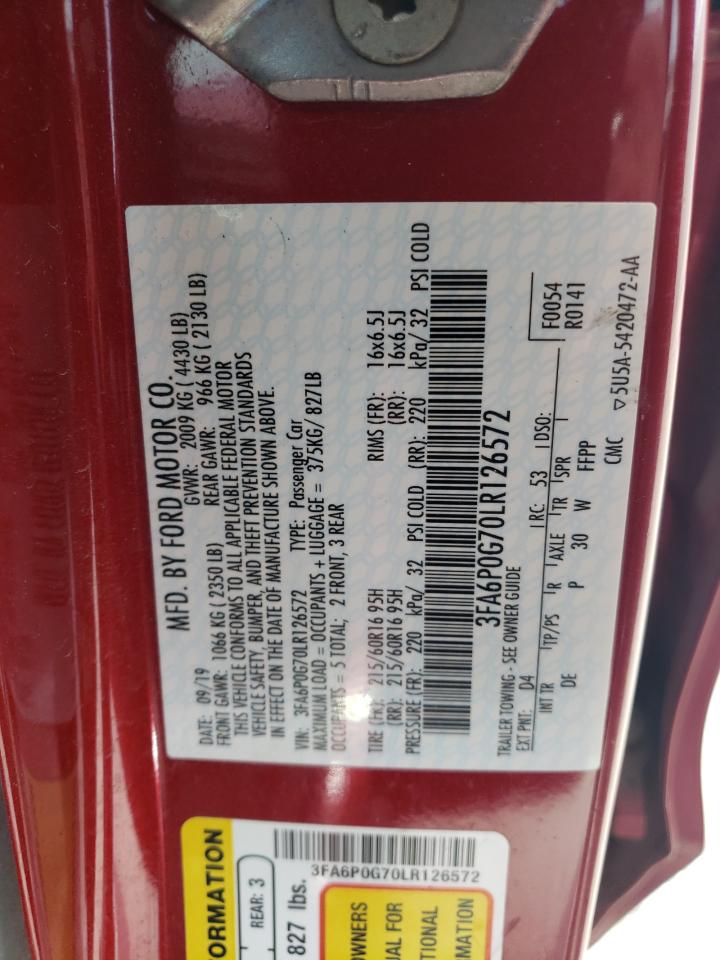 MFD. BY FORD MOTOR CO.
DATE: 09/19 GVWR: 2009 KG ( 4430 LB)
FRONT GAWR: 1066 KG ( 2350 LB) REAR GAWR: 966 KG ( 2130 LB)
THIS VEHICLE CONFORMS TO ALL APPLICABLE FEDERAL MOTOR
VEHICLE SAFETY, BUMPER, AND THEFT PREVENTION STANDARDS
IN EFFECT ON THE DATE OF MANUFACTURE SHOWN ABOVE.
VIN: 3FA6P0G70LR126572 TYPE: Passenger Car
MAXIMUM LOAD = OCCUPANTS + LUGGAGE = 375KG/ 827LB
OCCUPANTS = 5 TOTAL; 2 FRONT, 3 REAR
TIRE (FR): 215/60R16 95H RIMS (FR): 16x6.5J
(RR): 215/60R16 95H (RR): 16x6.5J
PRESSURE (FR): 220 kPa/ 32 PSI COLD (RR): 220 kPa/ 32 PSI COLD
3FA6P0G70LR126572
TRAILER TOWING - SEE OWNER GUIDE
EXT PNT: D4 RC: 53 DSO: F0054
R0141
INT TR TP/PS R AXLE TR SPR
DE P 30 W FFPP
CMC ▽5U5A-5420472-AA
ORMATION
REAR: 3
827 lbs.
3FA6P0G70LR126572
OWNERS
UAL FOR
TIONAL
MATION